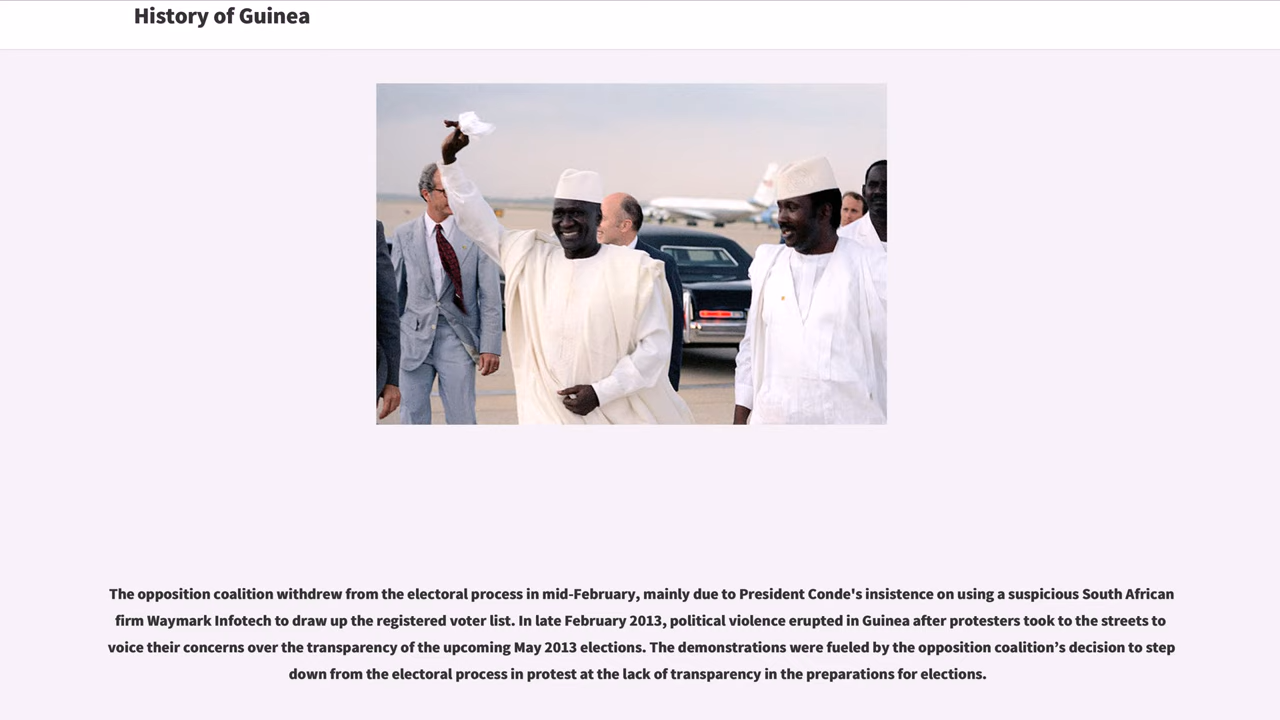 History of Guinea
The opposition coalition withdrew from the electoral process in mid-February, mainly due to President Conde's insistence on using a suspicious South African
firm Waymark Infotech to draw up the registered voter list. In late February 2013, political violence erupted in Guinea after protesters took to the streets to
voice their concerns over the transparency of the upcoming May 2013 elections. The demonstrations were fueled by the opposition coalition’s decision to step
down from the electoral process in protest at the lack of transparency in the preparations for elections.